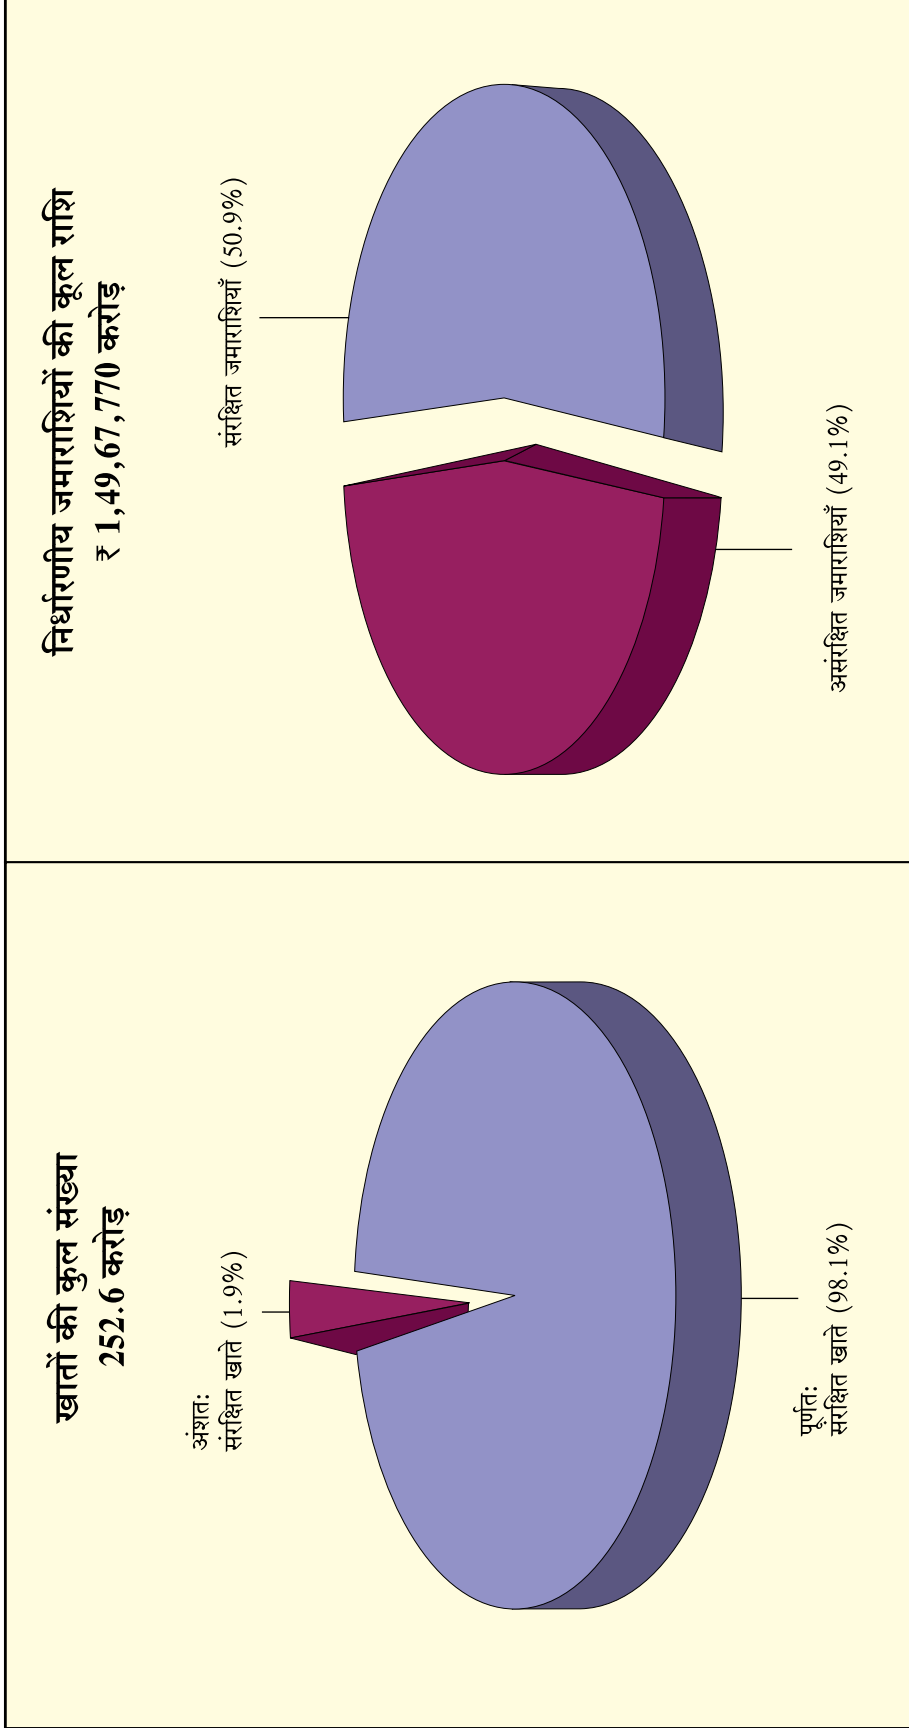 खातों की कुल संख्या
252.6 करोड़
अंशत:
संरक्षित खाते (1.9%)
पूर्णत:
संरक्षित खाते (98.1%)
निर्धारणीय जमाराशियों की कुल राशि
₹ 1,49,67,770 करोड़
संरक्षित जमाराशियाँ (50.9%)
असंरक्षित जमाराशियाँ (49.1%)